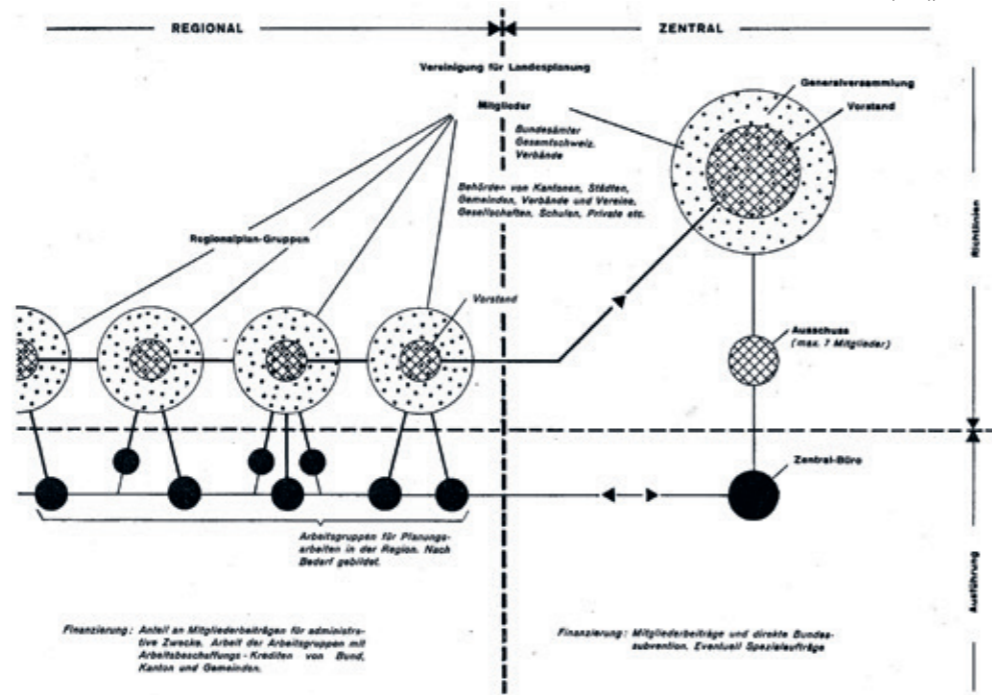 REGIONAL
ZENTRAL
Vereinigung für Landesplanung
Mitglieder
Bundesämter
Gesamtschweiz.
Verbände
Behörden von Kantonen, Städten,
Gemeinden, Verbände und Vereine,
Gesellschaften, Schulen, Private etc.
Generalversammlung
Vorstand
Regionalplan-Gruppen
Vorstand
Ausschuss
(max. 7 Mitglieder)
Zentral-Büro
Arbeitsgruppen für Planungs-
arbeiten in der Region. Nach
Bedarf gebildet.
Richtlinien
Ausführung
Finanzierung: Anteil an Mitgliederbeiträgen für administra-
tive Zwecke. Arbeit der Arbeitsgruppen mit
Arbeitsbeschaffungs-Krediten von Bund,
Kanton und Gemeinden.
Finanzierung: Mitgliederbeiträge und direkte Bundes-
subvention. Eventuell Spezialaufträge